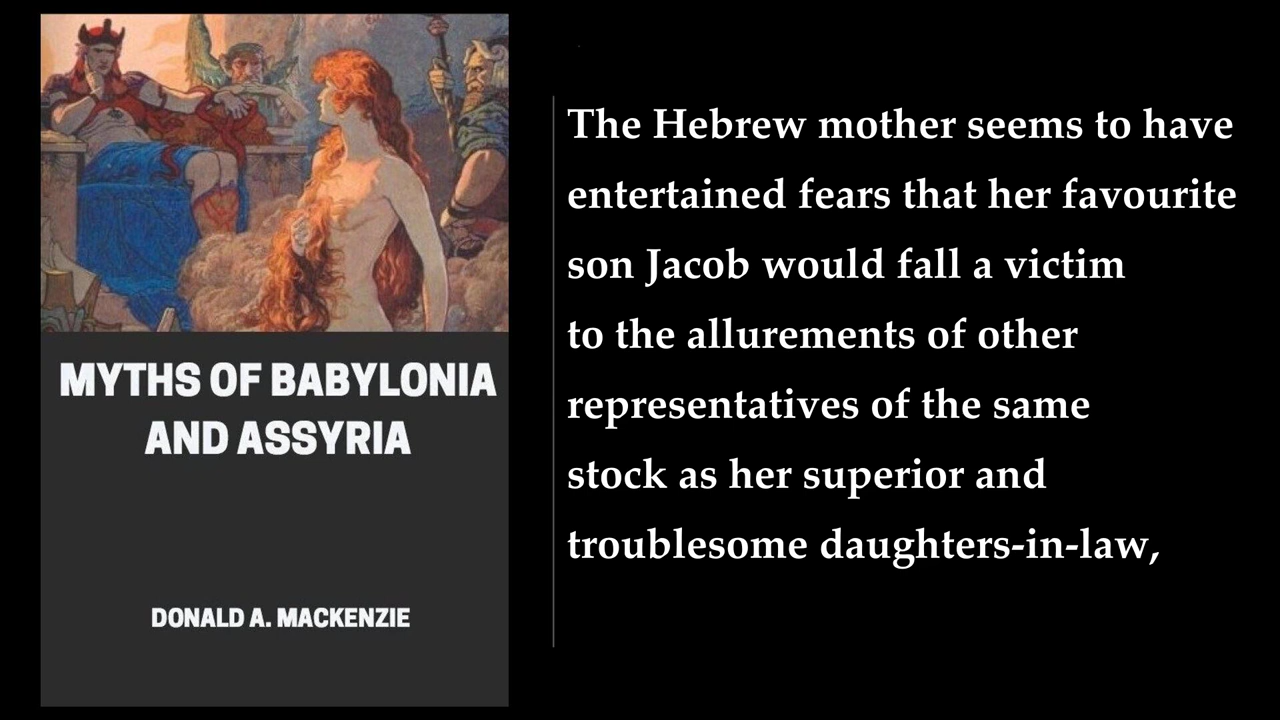 MYTHS OF BABYLONIA
AND ASSYRIA
DONALD A. MACKENZIE
The Hebrew mother seems to have
entertained fears that her favourite
son Jacob would fall a victim
to the allurements of other
representatives of the same
stock as her superior and
troublesome daughters-in-law,